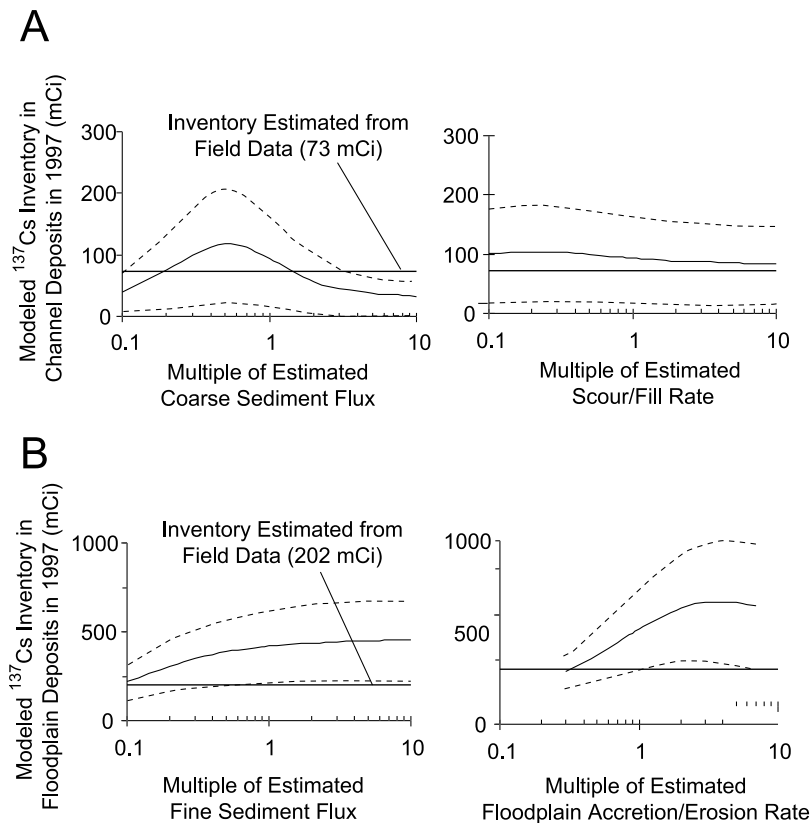 A
Modeled ¹³⁷Cs Inventory in
Channel Deposits in 1997 (mCi)
300
200
100
0
0.1
1
10
Inventory Estimated from
Field Data (73 mCi)
Multiple of Estimated
Coarse Sediment Flux
300
200
100
0
0.1
1
10
Multiple of Estimated
Scour/Fill Rate
B
Modeled ¹³⁷Cs Inventory in
Floodplain Deposits in 1997 (mCi)
1000
500
0
0.1
1
10
Inventory Estimated from
Field Data (202 mCi)
Multiple of Estimated
Fine Sediment Flux
1000
500
0
0.1
1
10
Multiple of Estimated
Floodplain Accretion/Erosion Rate